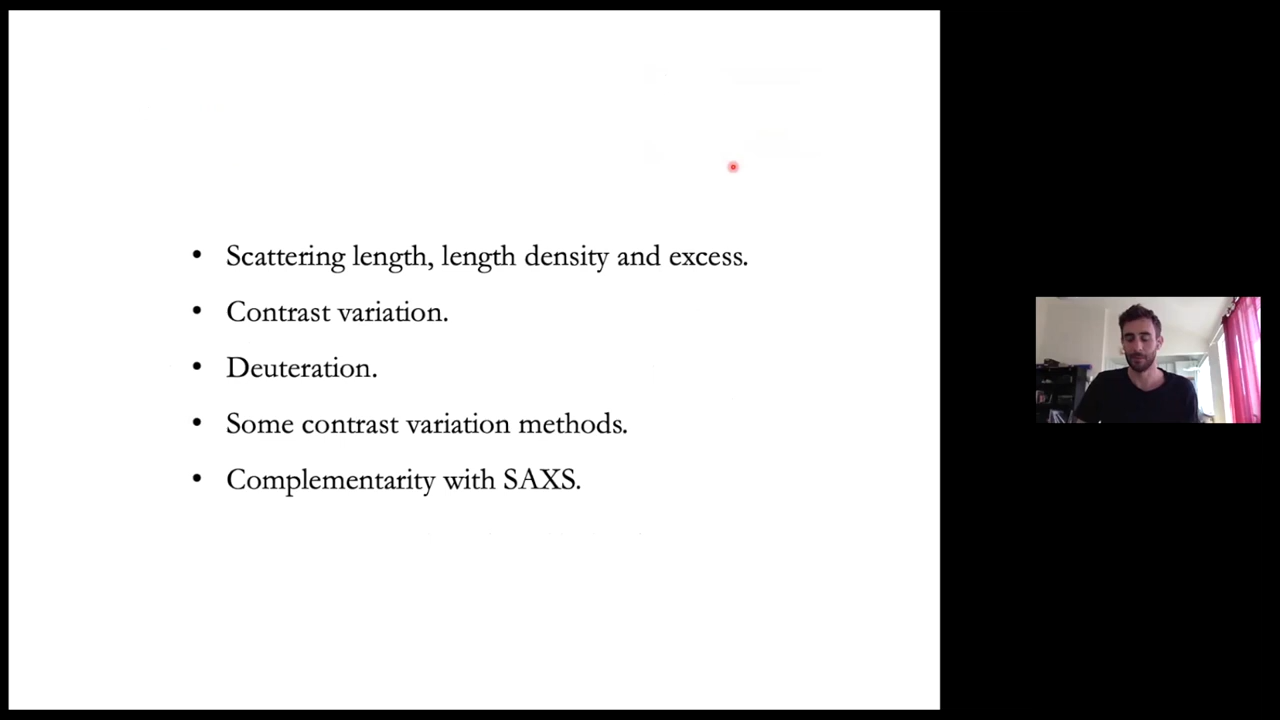 • Scattering length, length density and excess.
• Contrast variation.
• Deuteration.
• Some contrast variation methods.
• Complementarity with SAXS.